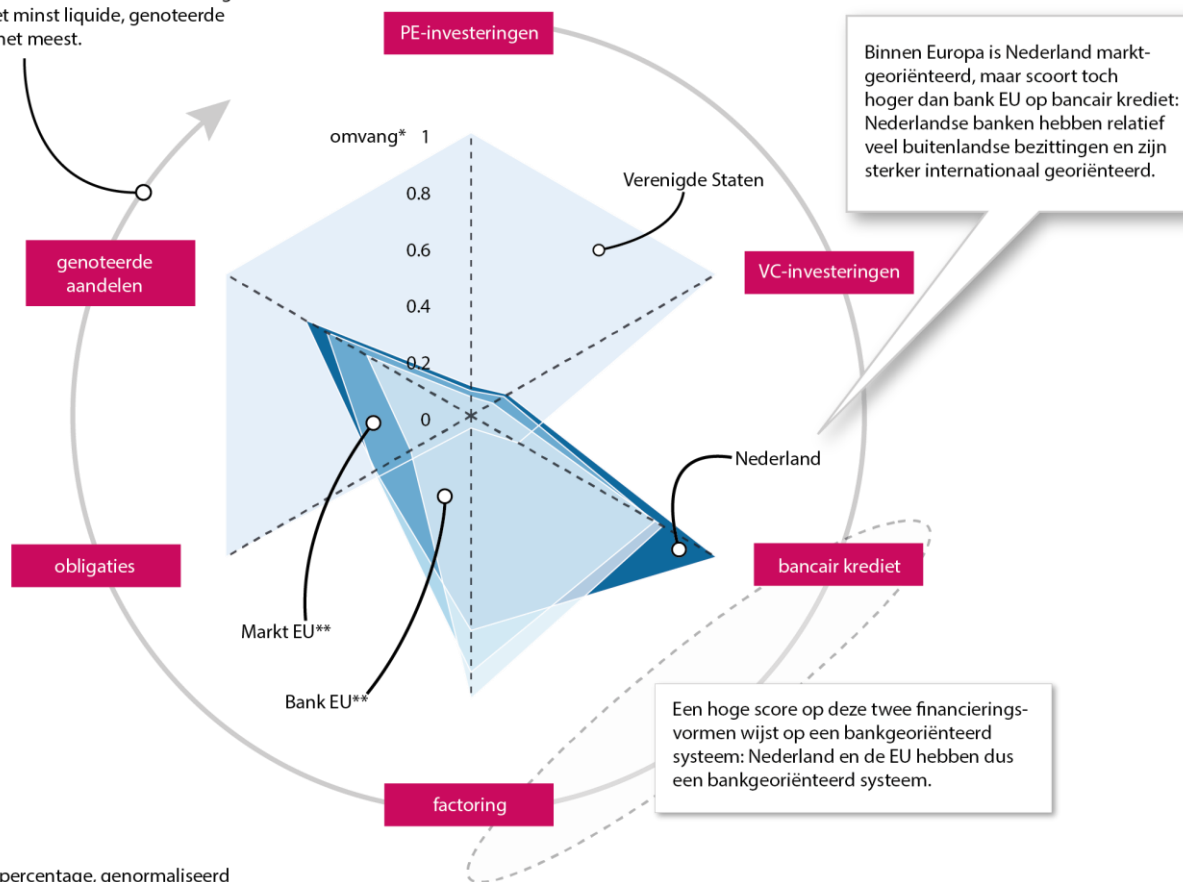 et minst liquide, genoteerde
net meest.
PE-investeringen
Binnen Europa is Nederland markt-
georiënteerd, maar scoort toch
hoger dan bank EU op bancair krediet:
Nederlandse banken hebben relatief
veel buitenlandse bezittingen en zijn
sterker internationaal georiënteerd.
omvang* 1
0.8
0.6
0.4
0.2
0
Verenigde Staten
genoteerde
aandelen
VC-investeringen
Nederland
obligaties
bancair krediet
Markt EU**
Bank EU**
Een hoge score op deze twee financierings-
vormen wijst op een bankgeoriënteerd
systeem: Nederland en de EU hebben dus
een bankgeoriënteerd systeem.
factoring
percentage, genormaliseerd